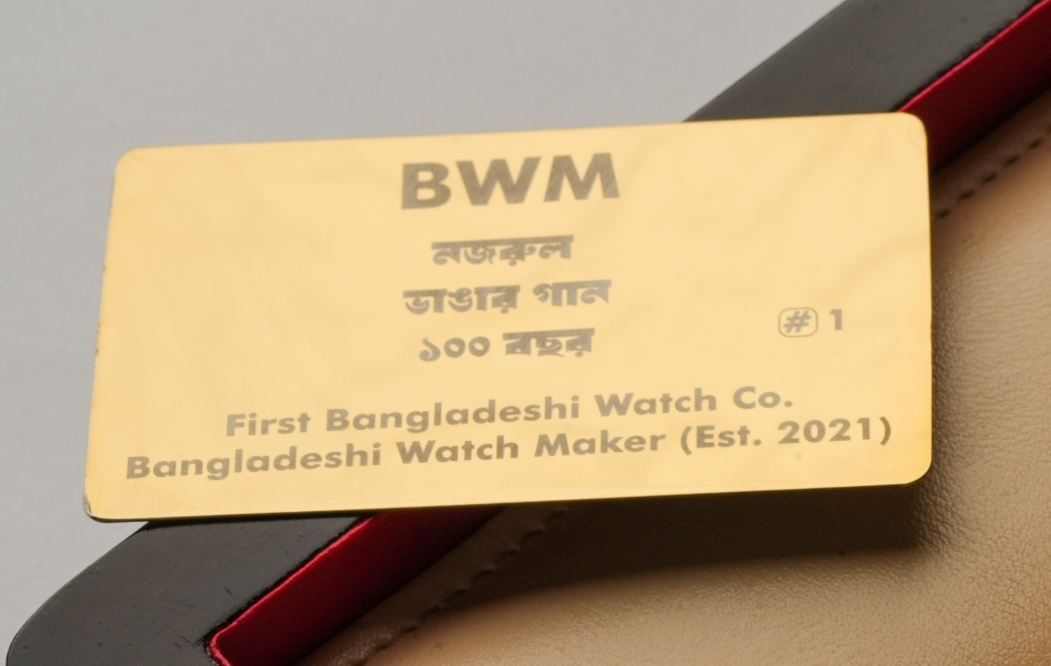 BWM
নজরুল
ভাঙার গান
১০০ বছর
# 1
First Bangladeshi Watch Co.
Bangladeshi Watch Maker (Est. 2021)